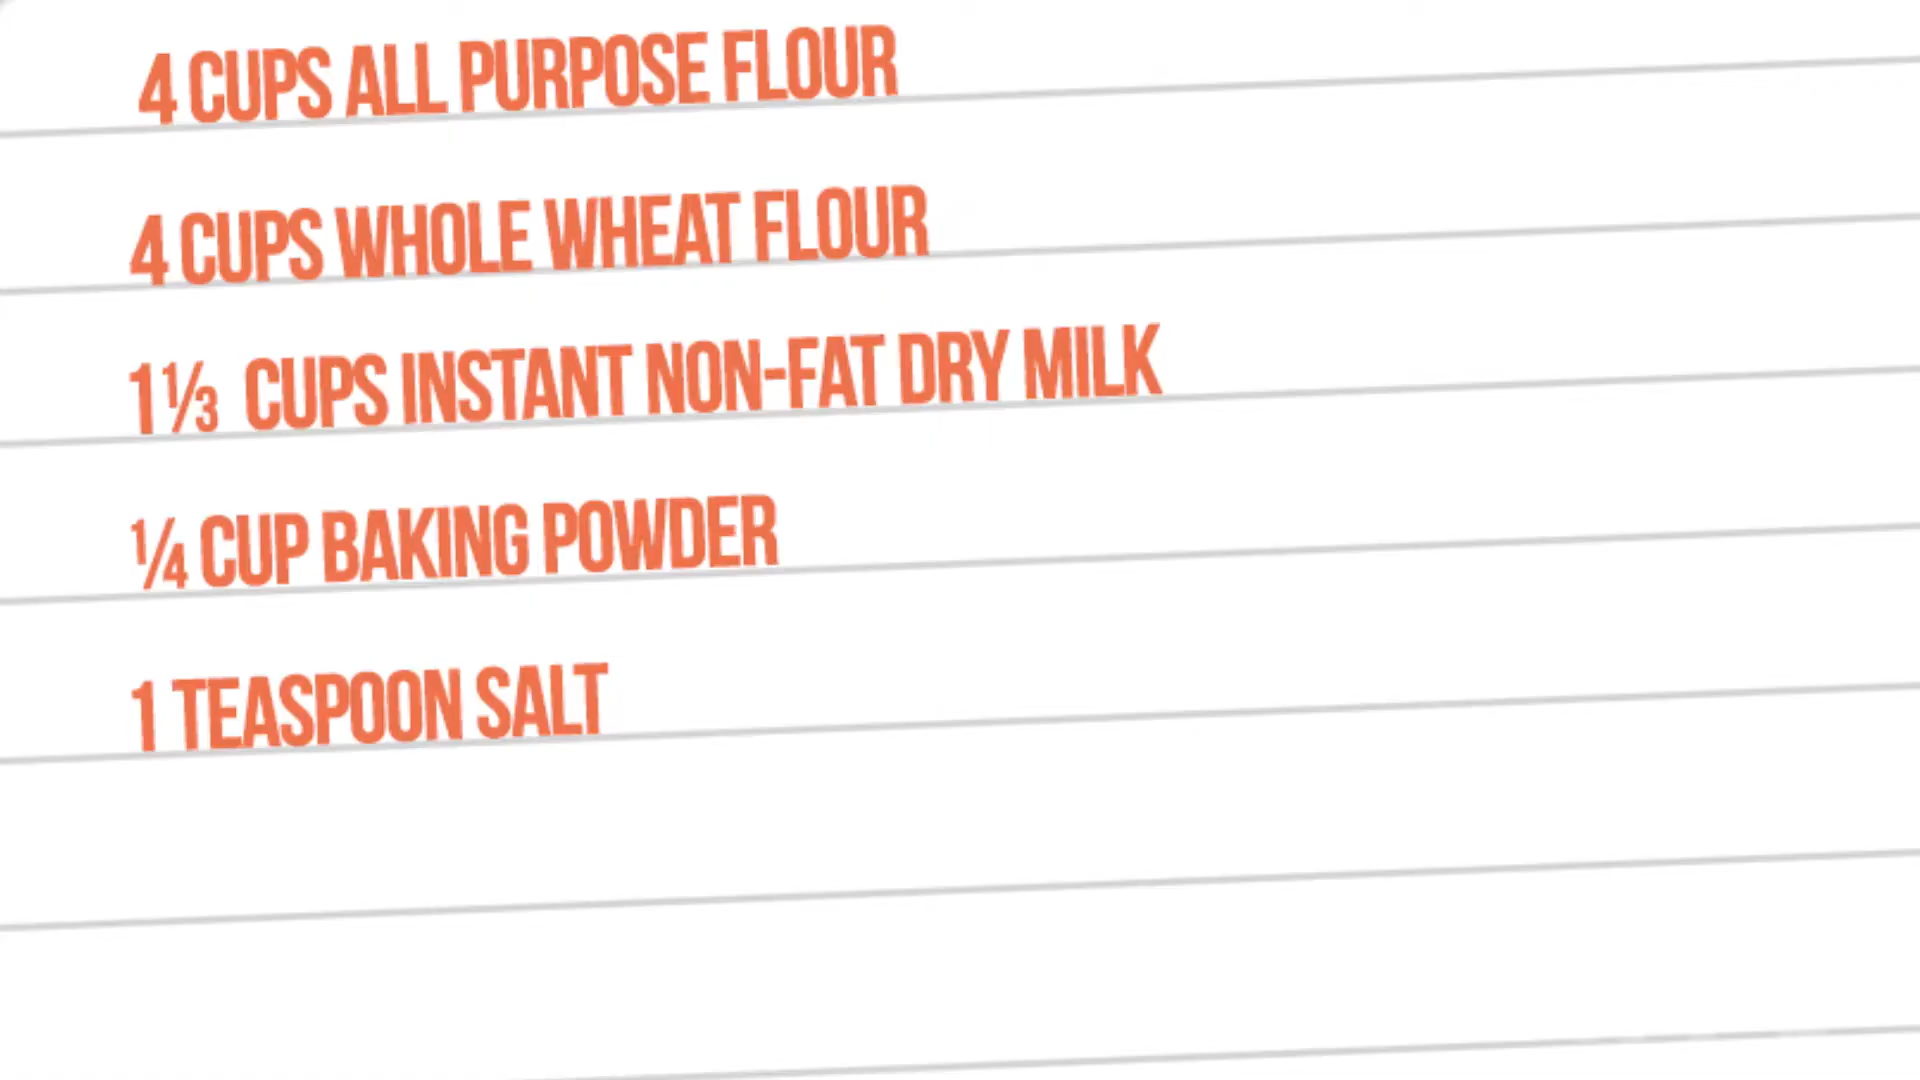 4 CUPS ALL PURPOSE FLOUR
4 CUPS WHOLE WHEAT FLOUR
1⅓ CUPS INSTANT NON-FAT DRY MILK
¼ CUP BAKING POWDER
1 TEASPOON SALT